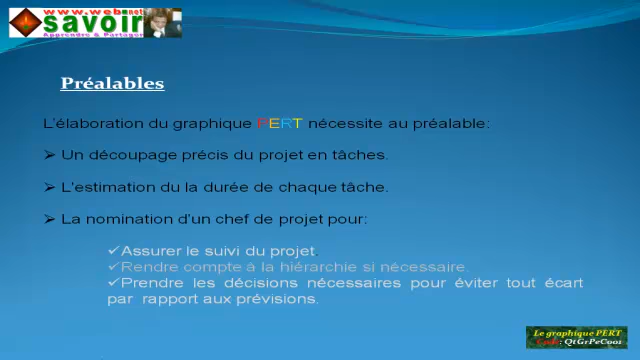 www.webinet
savoir
Apprendre & Partager
Préalables
L'élaboration du graphique PERT nécessite au préalable:
➢ Un découpage précis du projet en tâches.
➢ L'estimation du la durée de chaque tâche.
➢ La nomination d'un chef de projet pour:
✓Assurer le suivi du projet.
✓Rendre compte à la hiérarchie si nécessaire.
✓Prendre les décisions nécessaires pour éviter tout écart
par rapport aux prévisions.
Le graphique PERT
Code: QtGrPeC001